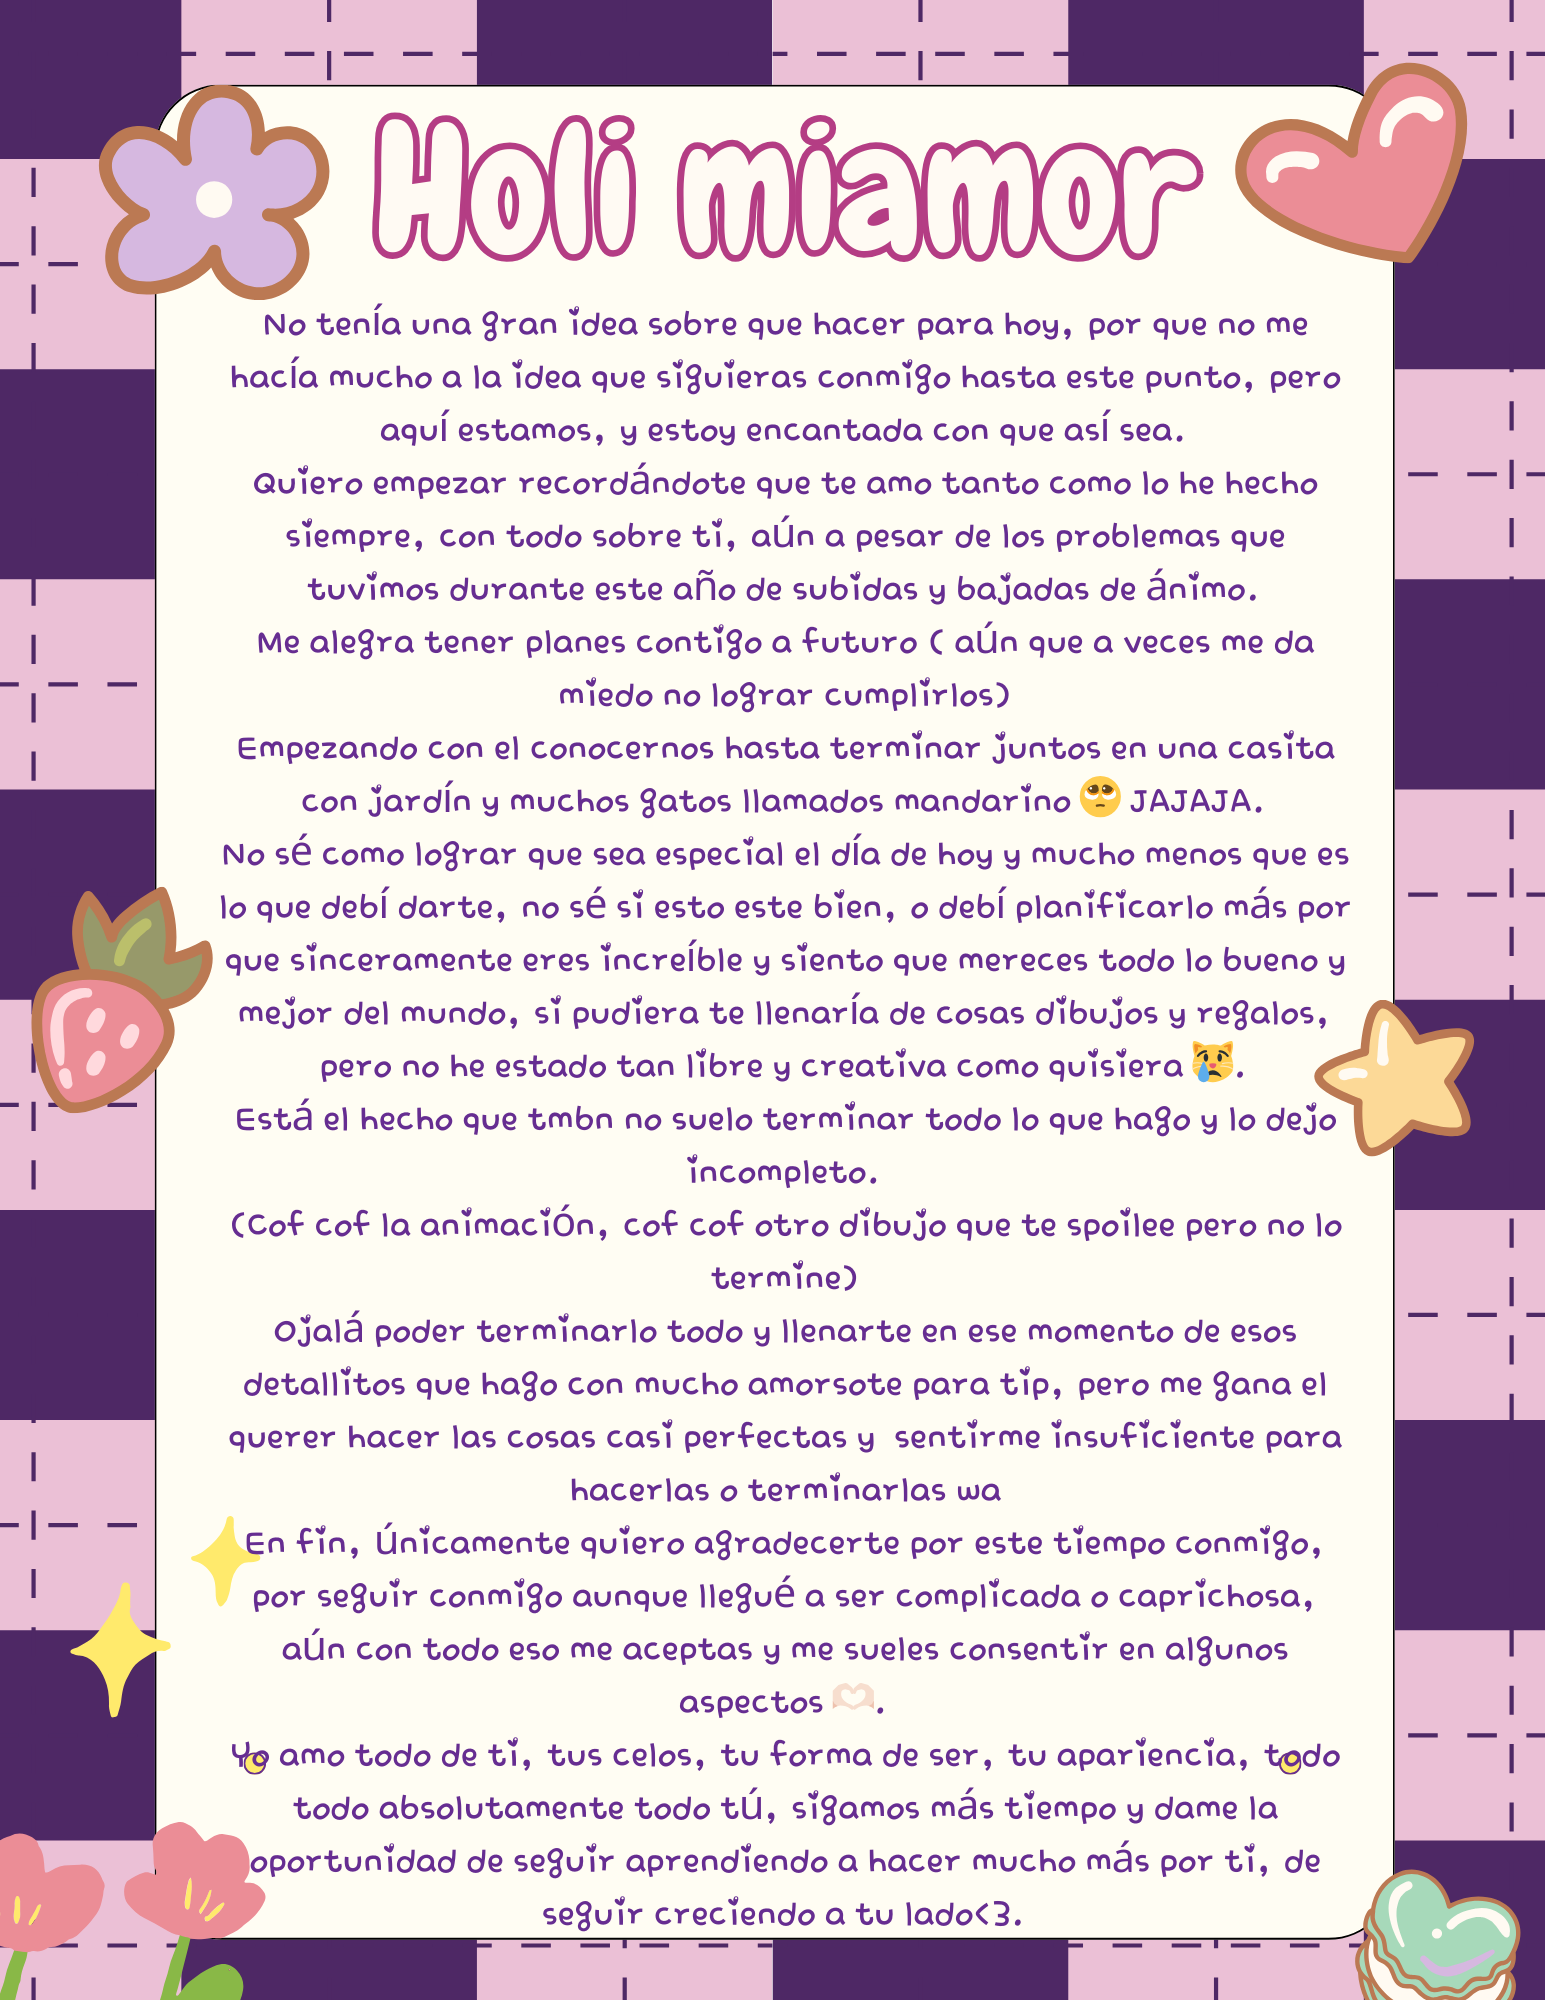 Holi miamor
No tenía una gran idea sobre que hacer para hoy, por que no me
hacía mucho a la idea que siguieras conmigo hasta este punto, pero
aquí estamos, y estoy encantada con que así sea.
Quiero empezar recordándote que te amo tanto como lo he hecho
siempre, con todo sobre ti, aún a pesar de los problemas que
tuvimos durante este año de subidas y bajadas de ánimo.
Me alegra tener planes contigo a futuro ( aún que a veces me da
miedo no lograr cumplirlos)
Empezando con el conocernos hasta terminar juntos en una casita
con jardín y muchos gatos llamados mandarino 🥺 JAJAJA.
No sé como lograr que sea especial el día de hoy y mucho menos que es
lo que debí darte, no sé si esto este bien, o debí planificarlo más por
que sinceramente eres increíble y siento que mereces todo lo bueno y
mejor del mundo, si pudiera te llenaría de cosas dibujos y regalos,
pero no he estado tan libre y creativa como quisiera 😿.
Está el hecho que tmbn no suelo terminar todo lo que hago y lo dejo
incompleto.
(Cof cof la animación, cof cof otro dibujo que te spoilee pero no lo
termine)
Ojalá poder terminarlo todo y llenarte en ese momento de esos
detallitos que hago con mucho amorsote para tip, pero me gana el
querer hacer las cosas casi perfectas y  sentirme insuficiente para
hacerlas o terminarlas wa
En fin, Únicamente quiero agradecerte por este tiempo conmigo,
por seguir conmigo aunque llegué a ser complicada o caprichosa,
aún con todo eso me aceptas y me sueles consentir en algunos
aspectos 🫶🏻.
Yo amo todo de ti, tus celos, tu forma de ser, tu apariencia, todo
todo absolutamente todo tú, sigamos más tiempo y dame la
oportunidad de seguir aprendiendo a hacer mucho más por ti, de
seguir creciendo a tu lado<3.